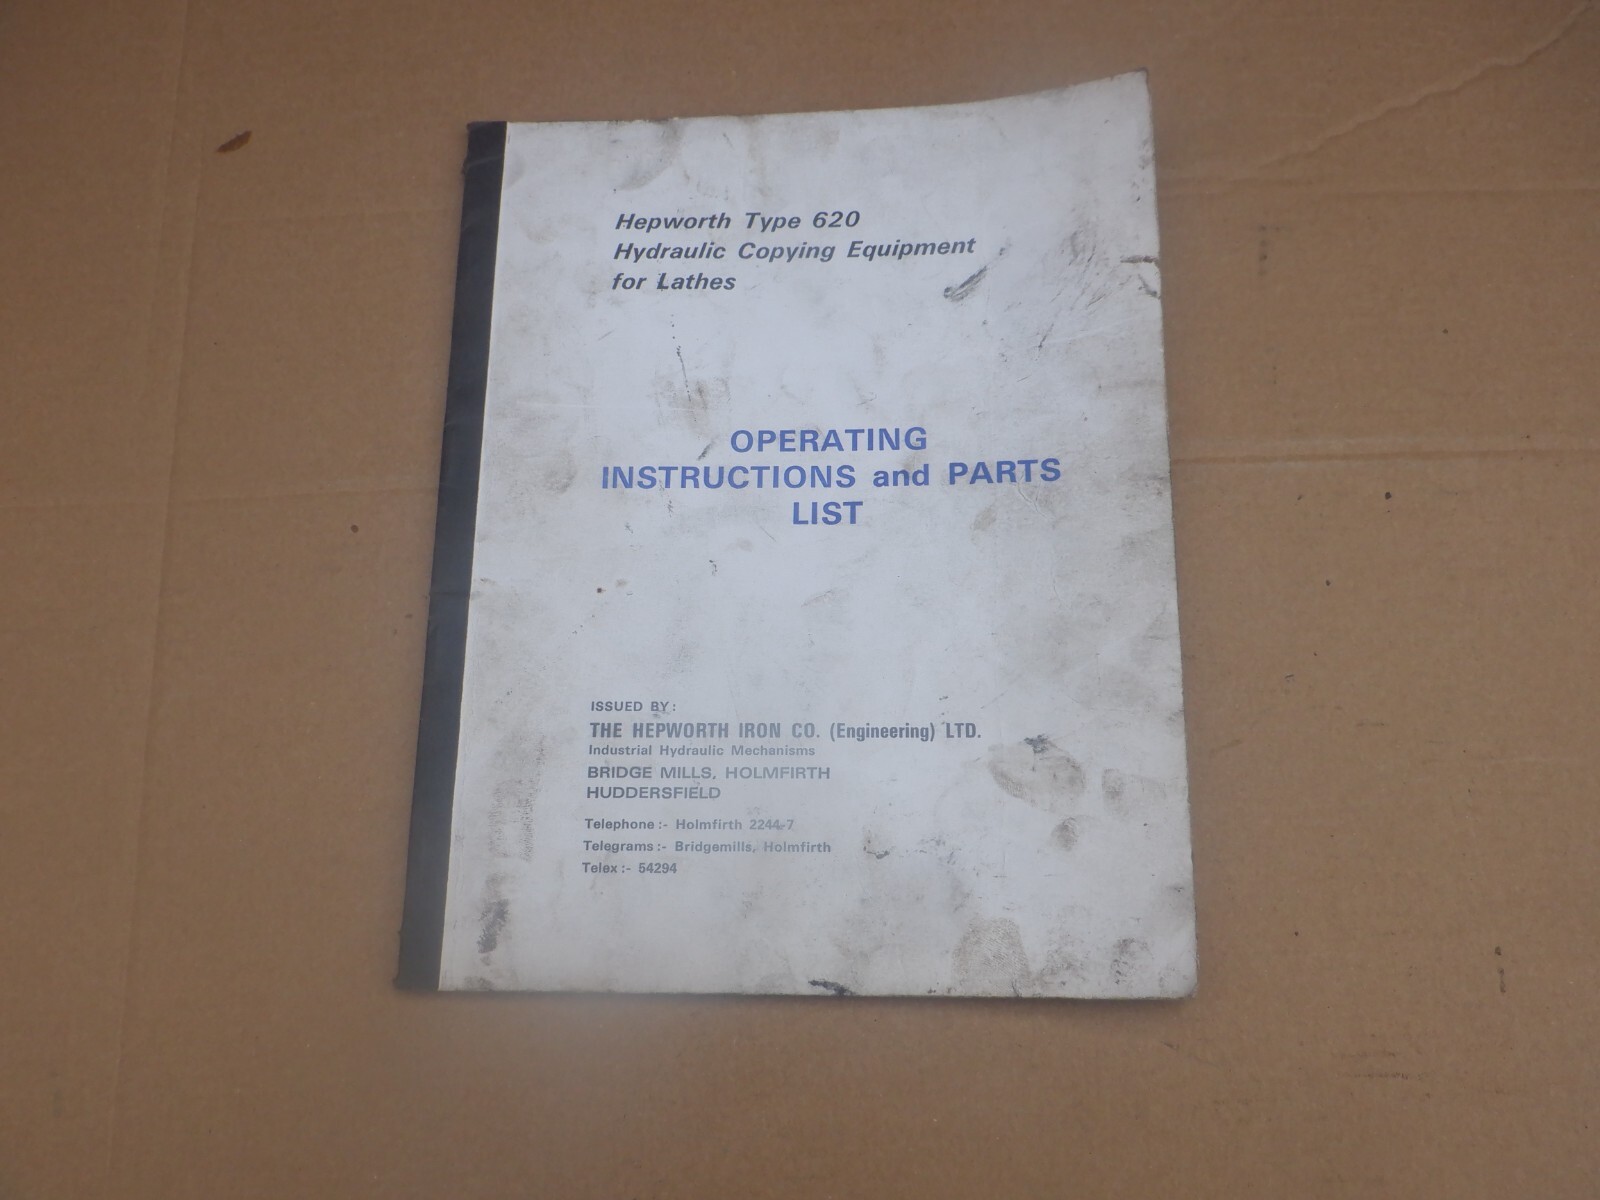 Hepworth Type 620
Hydraulic Copying Equipment
for Lathes
OPERATING
INSTRUCTIONS and PARTS
LIST
ISSUED BY:
THE HEPWORTH IRON CO. (Engineering) LTD.
Industrial Hydraulic Mechanisms
BRIDGE MILLS, HOLMFIRTH
HUDDERSFIELD
Telephone:- Holmfirth 2244-7
Telegrams:- Bridgemills, Holmfirth
Telex:- 54294